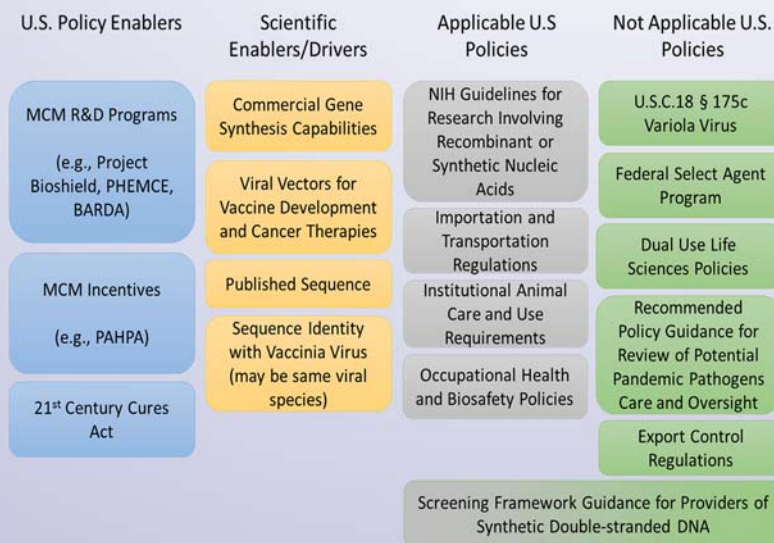 U.S. Policy Enablers
MCM R&D Programs
(e.g., Project
Bioshield, PHEMCE,
BARDA)
MCM Incentives
(e.g., PAHPA)
21st Century Cures
Act
Scientific
Enablers/Drivers
Commercial Gene
Synthesis Capabilities
Viral Vectors for
Vaccine Development
and Cancer Therapies
Published Sequence
Sequence Identity
with Vaccinia Virus
(may be same viral
species)
Applicable U.S
Policies
NIH Guidelines for
Research Involving
Recombinant or
Synthetic Nucleic
Acids
Importation and
Transportation
Regulations
Institutional Animal
Care and Use
Requirements
Occupational Health
and Biosafety Policies
Not Applicable U.S.
Policies
U.S.C.18 § 175c
Variola Virus
Federal Select Agent
Program
Dual Use Life
Sciences Policies
Recommended
Policy Guidance for
Review of Potential
Pandemic Pathogens
Care and Oversight
Export Control
Regulations
Screening Framework Guidance for Providers of
Synthetic Double-stranded DNA